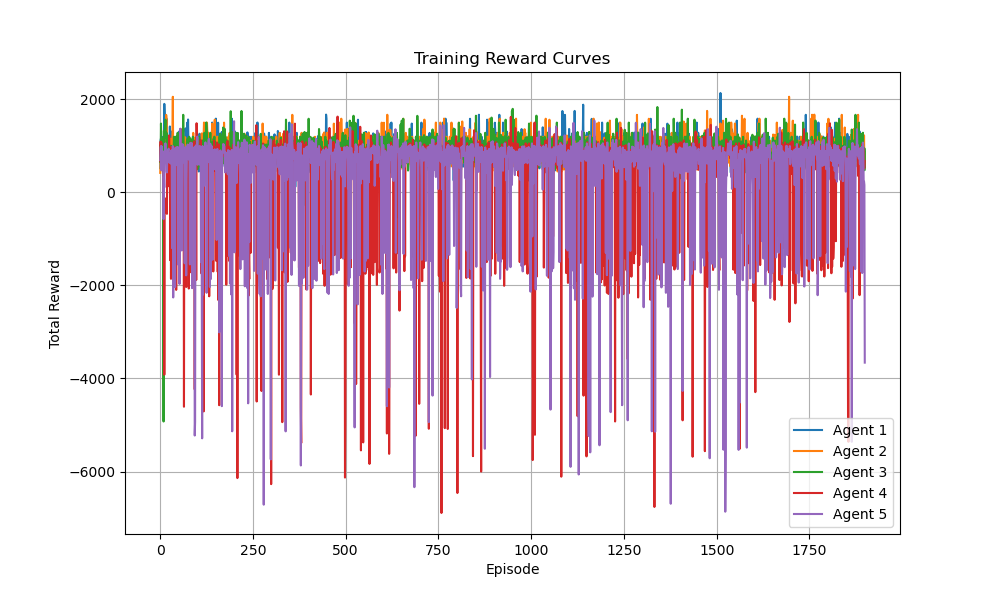 Training Reward Curves
2000
0
−2000
−4000
−6000
Total Reward
0 250 500 750 1000 1250 1500 1750
Episode
Agent 1
Agent 2
Agent 3
Agent 4
Agent 5